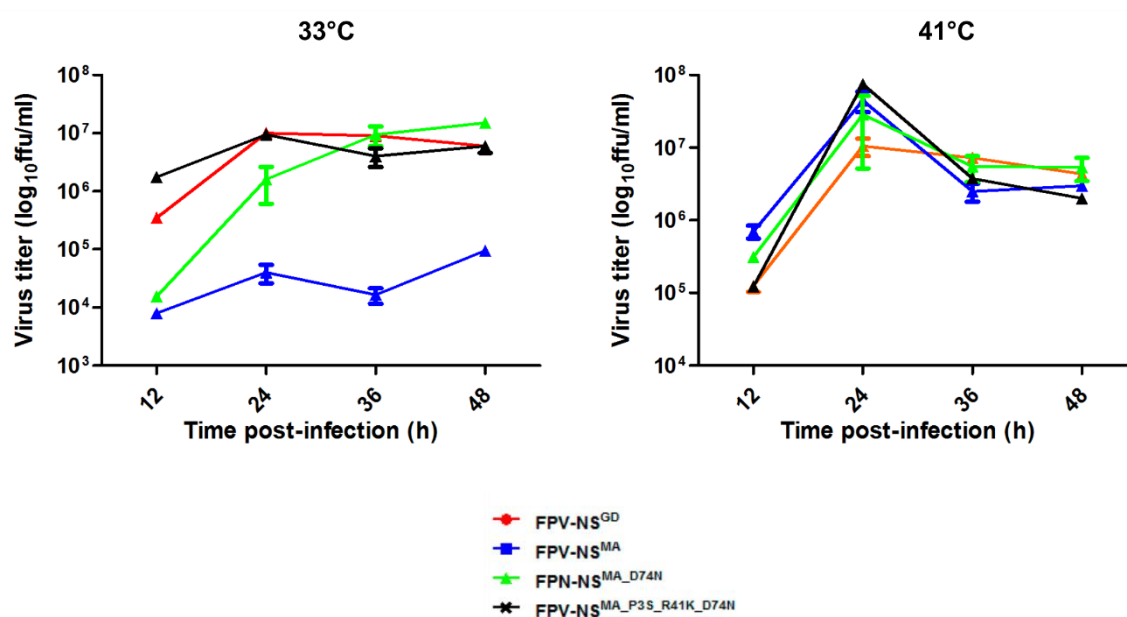 33°C
Virus titer (log₁₀ffu/ml)
10⁸
10⁷
10⁶
10⁵
10⁴
10³
12
24
36
48
Time post-infection (h)
41°C
Virus titer (log₁₀ffu/ml)
10⁸
10⁷
10⁶
10⁵
10⁴
12
24
36
48
Time post-infection (h)
FPV-NS^GD
FPV-NS^MA
FPN-NS^MA_D74N
FPV-NS^MA_P3S_R41K_D74N